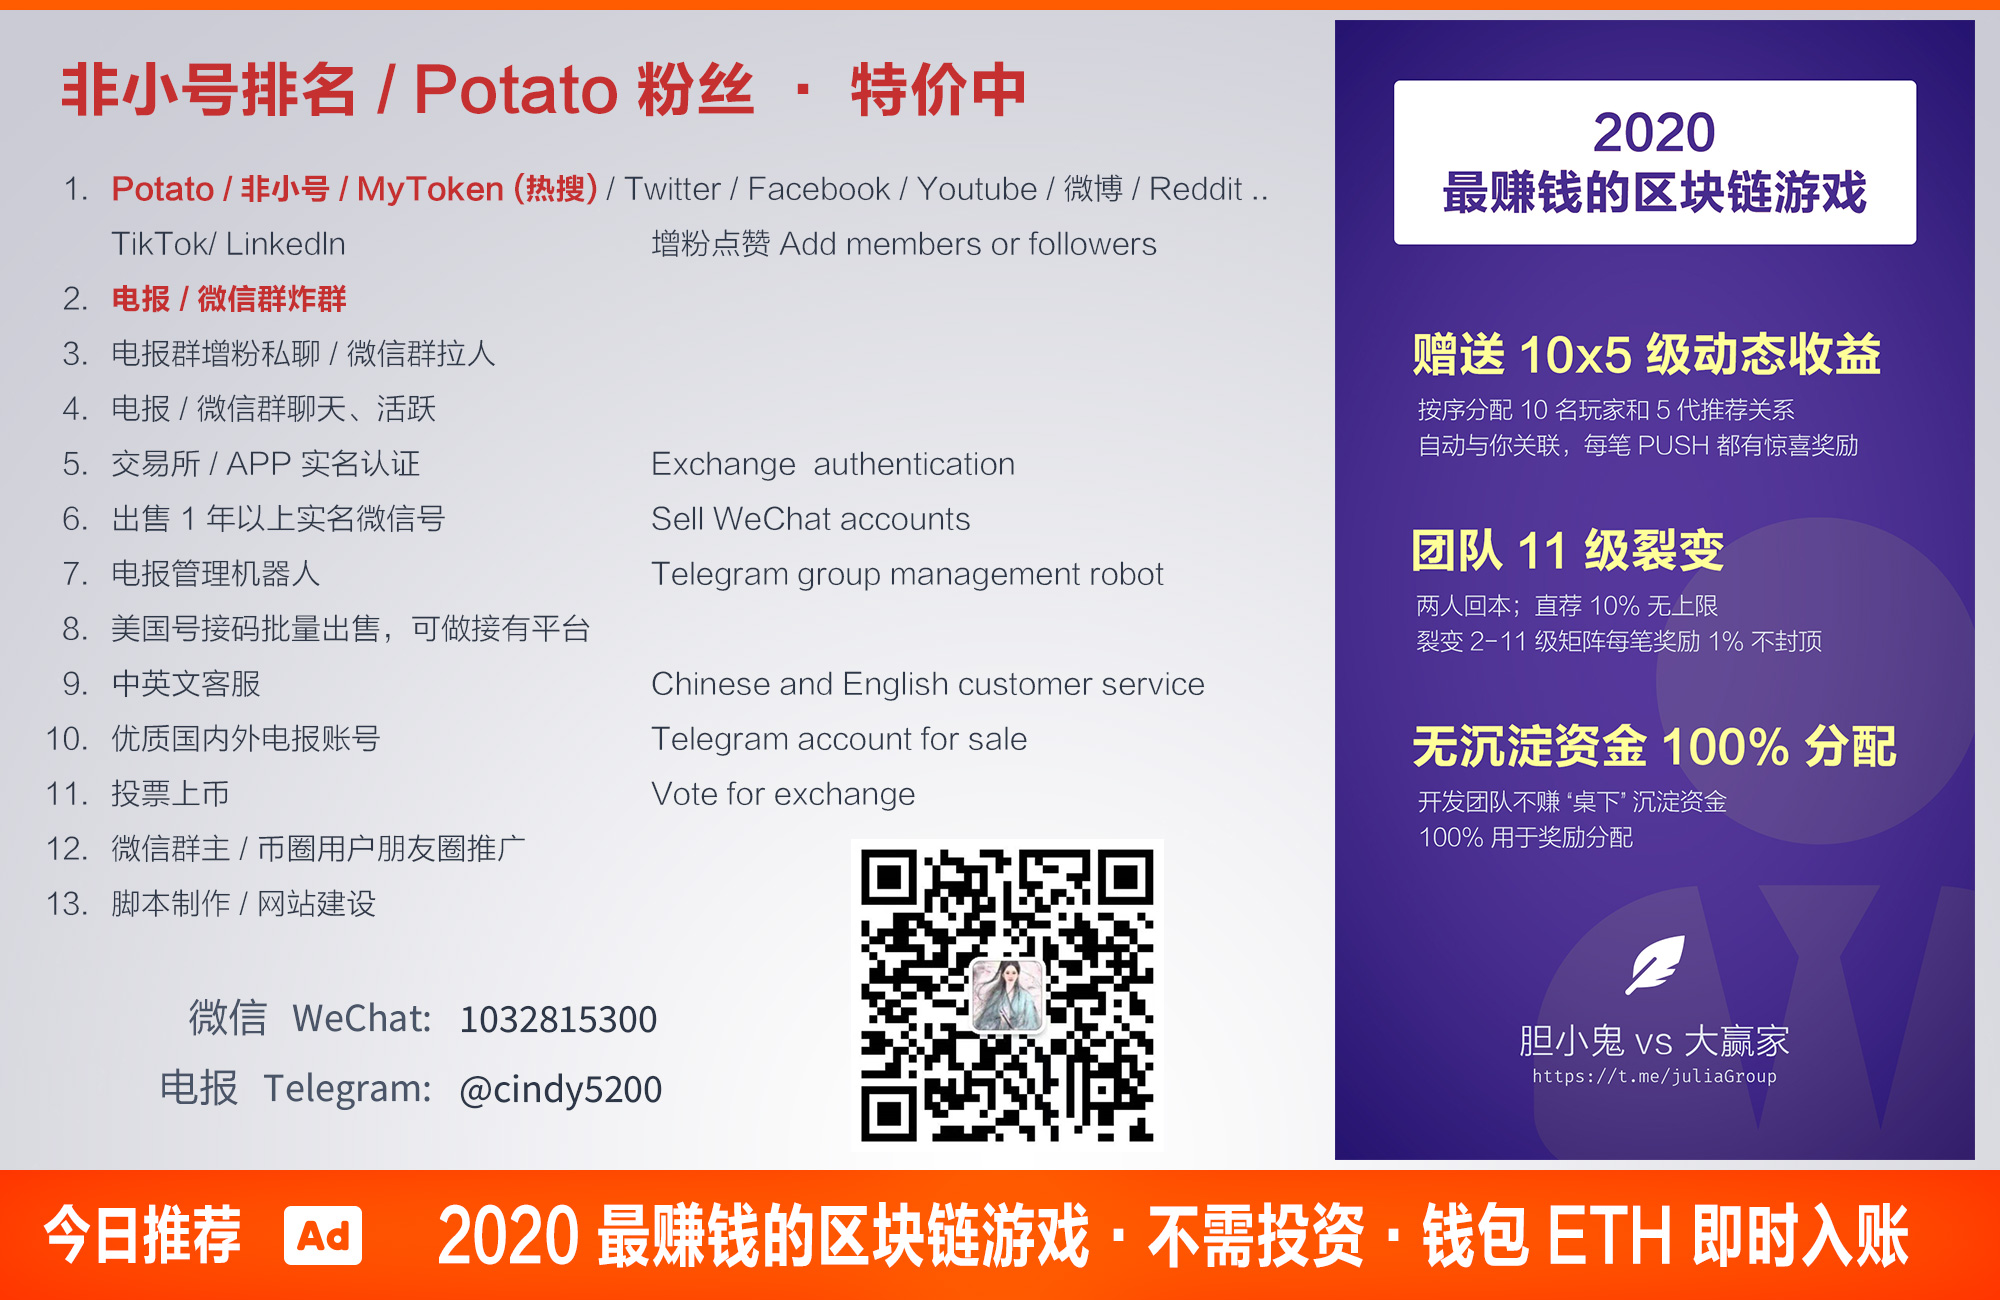 非小号排名 / Potato 粉丝 · 特价中
1. Potato / 非小号 / MyToken (热搜) / Twitter / Facebook / Youtube / 微博 / Reddit ..
TikTok/ LinkedIn 增粉点赞 Add members or followers
2. 电报 / 微信群炸群
3. 电报群增粉私聊 / 微信群拉人
4. 电报 / 微信群聊天、活跃
5. 交易所 / APP 实名认证 Exchange authentication
6. 出售 1 年以上实名微信号 Sell WeChat accounts
7. 电报管理机器人 Telegram group management robot
8. 美国号接码批量出售，可做接有平台
9. 中英文客服 Chinese and English customer service
10. 优质国内外电报账号 Telegram account for sale
11. 投票上币 Vote for exchange
12. 微信群主 / 币圈用户朋友圈推广
13. 脚本制作 / 网站建设
微信 WeChat: 1032815300
电报 Telegram: @cindy5200
2020
最赚钱的区块链游戏
赠送 10x5 级动态收益
按序分配 10 名玩家和 5 代推荐关系
自动与你关联，每笔 PUSH 都有惊喜奖励
团队 11 级裂变
两人回本；直荐 10% 无上限
裂变 2-11 级矩阵每笔奖励 1% 不封顶
无沉淀资金 100% 分配
开发团队不赚 “桌下” 沉淀资金
100% 用于奖励分配
胆小鬼 vs 大赢家
https://t.me/juliaGroup
今日推荐 Ad 2020 最赚钱的区块链游戏 · 不需投资 · 钱包 ETH 即时入账